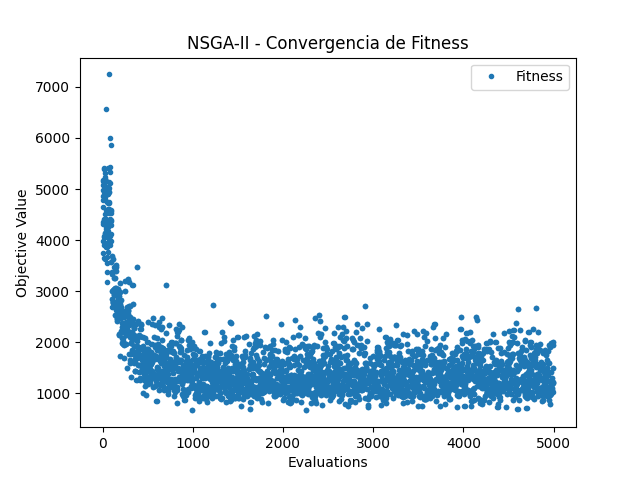 NSGA-II - Convergencia de Fitness
Fitness
Objective Value
7000
6000
5000
4000
3000
2000
1000
0 1000 2000 3000 4000 5000
Evaluations